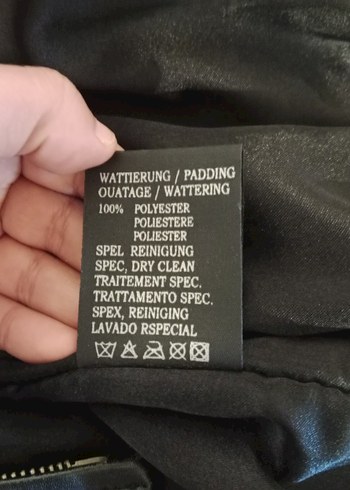 WATTIERUNG / PADDING
OUATAGE / WATTERING
100% POLYESTER
POLIESTERE
POLIESTER
SPEL REINIGUNG
SPEC, DRY CLEAN
TRAITEMENT SPEC.
TRATTAMENTO SPEC.
SPEX, REINIGING
LAVADO RSPECIAL